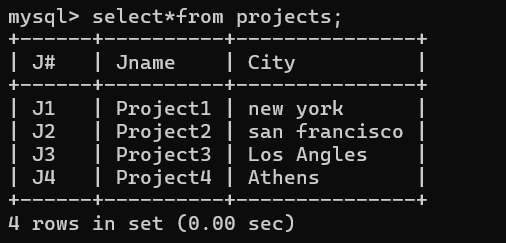 mysql> select*from projects;
+------+----------+---------------+
| J#   | Jname    | City          |
+------+----------+---------------+
| J1   | Project1 | new york      |
| J2   | Project2 | san francisco |
| J3   | Project3 | Los Angles    |
| J4   | Project4 | Athens        |
+------+----------+---------------+
4 rows in set (0.00 sec)